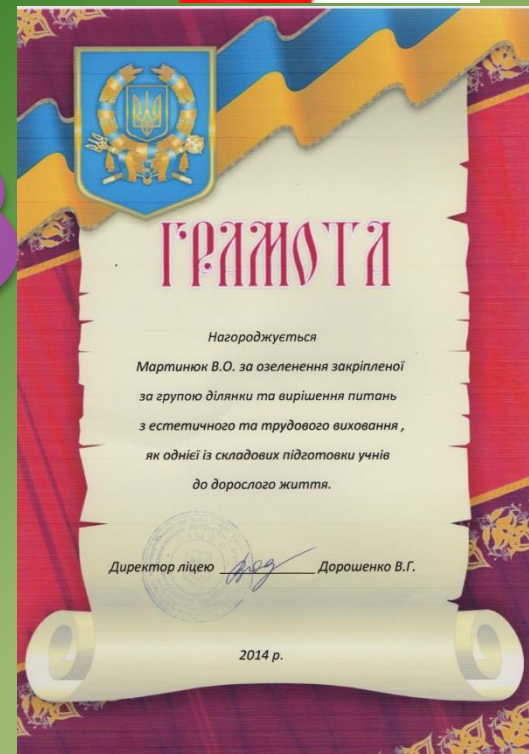 ГРАМОТА
Нагороджується
Мартинюк В.О. за озеленення закріпленої
за групою ділянки та вирішення питань
з естетичного та трудового виховання ,
як однієї із складових підготовки учнів
до дорослого життя.
Директор ліцею ____________ Дорошенко В.Г.
2014 р.